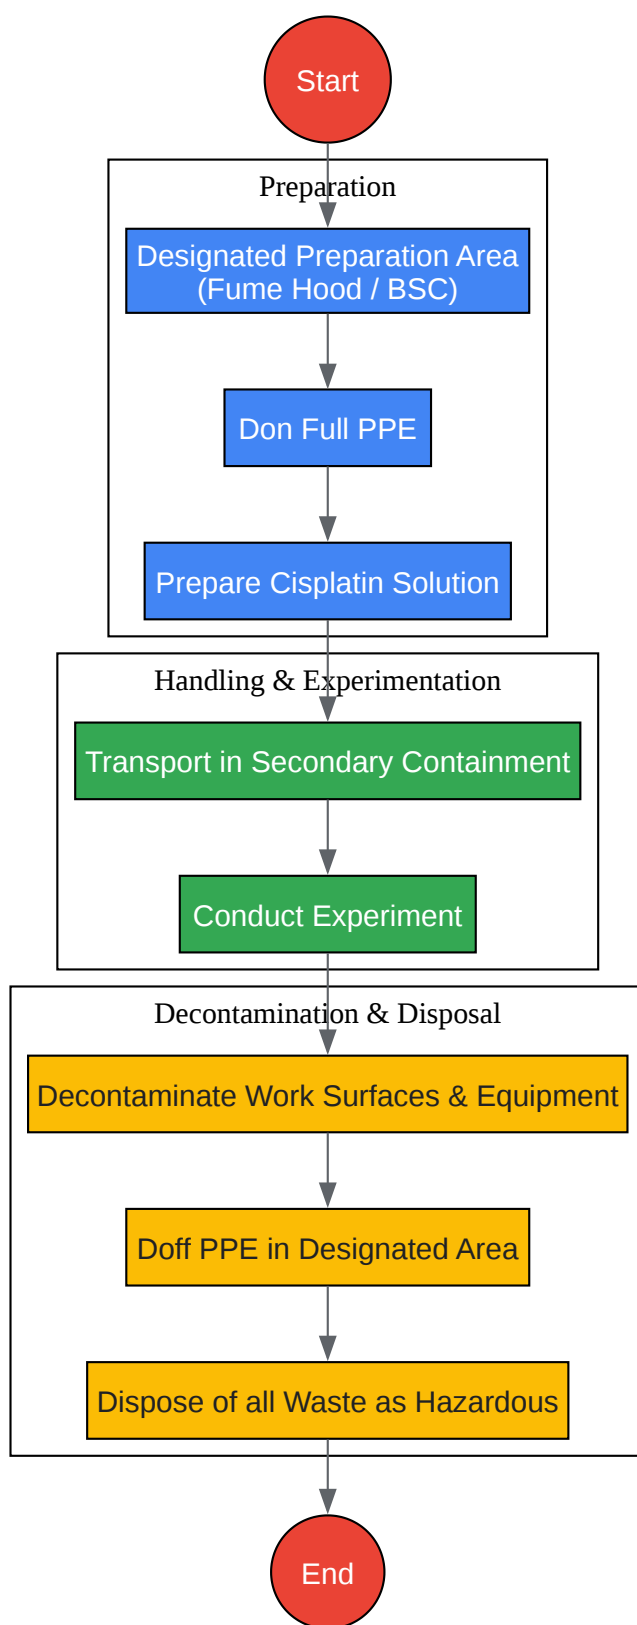 Start
Preparation
Designated Preparation Area
(Fume Hood / BSC)
Don Full PPE
Prepare Cisplatin Solution
Handling & Experimentation
Transport in Secondary Containment
Conduct Experiment
Decontamination & Disposal
Decontaminate Work Surfaces & Equipment
Doff PPE in Designated Area
Dispose of all Waste as Hazardous
End